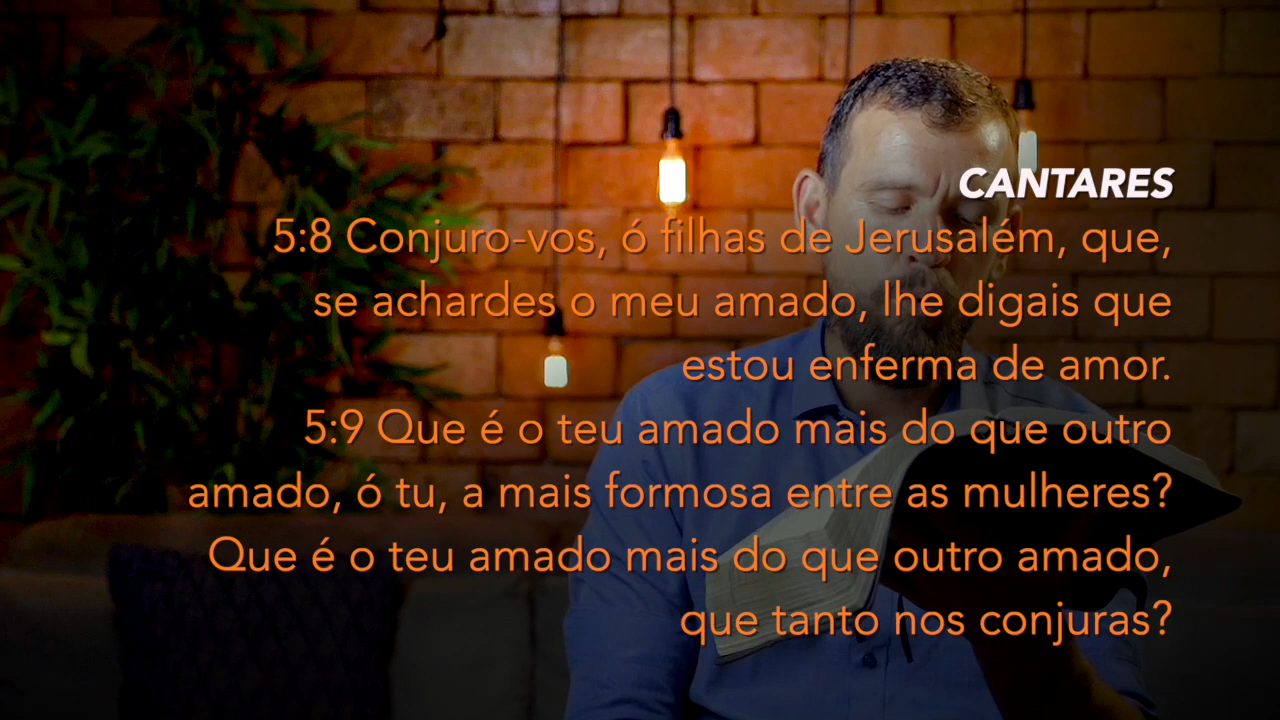 CANTARES
5:8 Conjuro-vos, ó filhas de Jerusalém, que,
se achardes o meu amado, lhe digais que
estou enferma de amor.
5:9 Que é o teu amado mais do que outro
amado, ó tu, a mais formosa entre as mulheres?
Que é o teu amado mais do que outro amado,
que tanto nos conjuras?